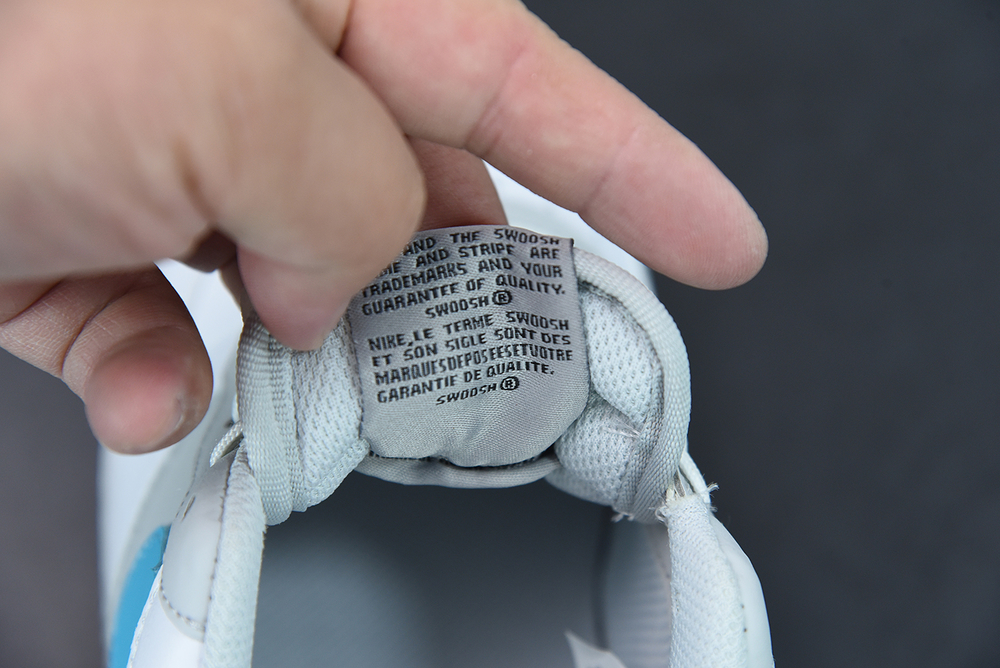 AND THE SWOOSH
AND STRIPE ARE
TRADEMARKS AND YOUR
GUARANTEE OF QUALITY.
SWOOSH®
NIKE,LE TERME SWOOSH
ET SON SIGLE SONT DES
MARQUESDEPOSEESETUOTRE
GARANTIE DE QUALITE.
SWOOSH®